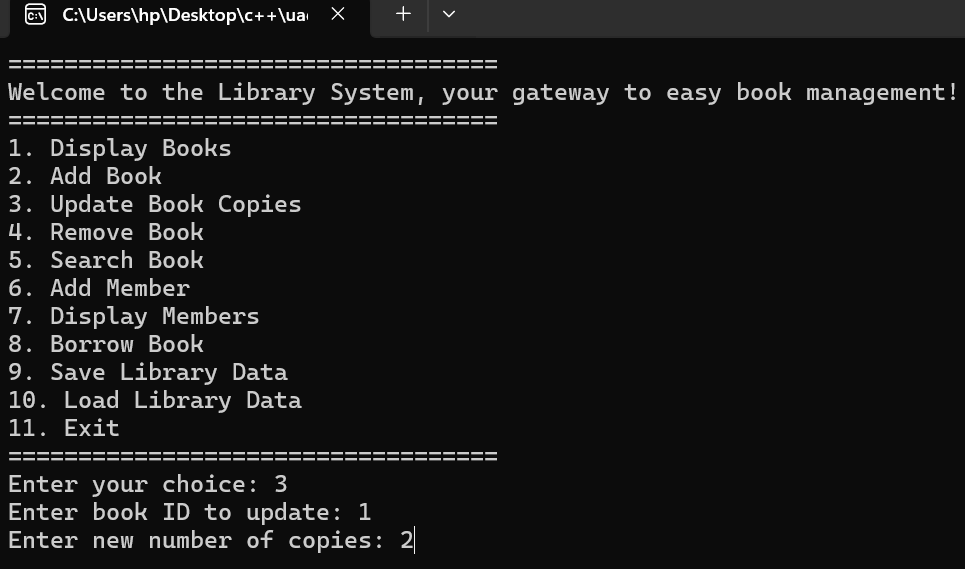 C:\Users\hp\Desktop\c++\ua
===================================
Welcome to the Library System, your gateway to easy book management!
===================================
1. Display Books
2. Add Book
3. Update Book Copies
4. Remove Book
5. Search Book
6. Add Member
7. Display Members
8. Borrow Book
9. Save Library Data
10. Load Library Data
11. Exit
===================================
Enter your choice: 3
Enter book ID to update: 1
Enter new number of copies: 2